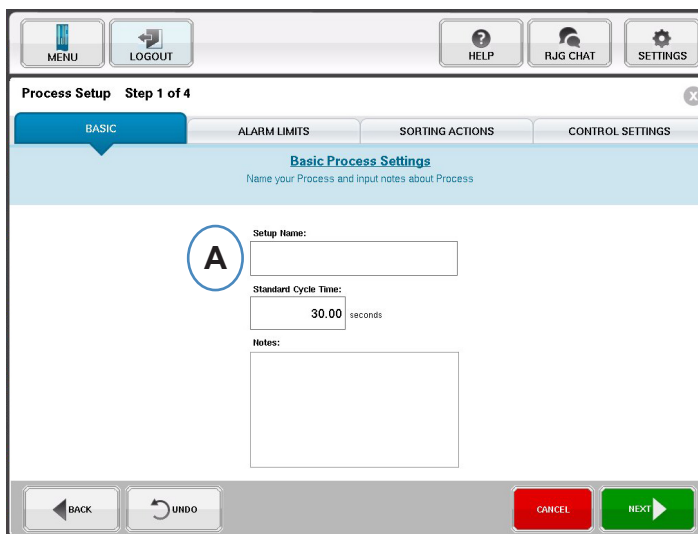 MENU LOGOUT HELP RJG CHAT SETTINGS
Process Setup Step 1 of 4
BASIC ALARM LIMITS SORTING ACTIONS CONTROL SETTINGS
Basic Process Settings
Name your Process and input notes about Process
Setup Name:
A
Standard Cycle Time:
30.00 seconds
Notes:
BACK UNDO CANCEL NEXT